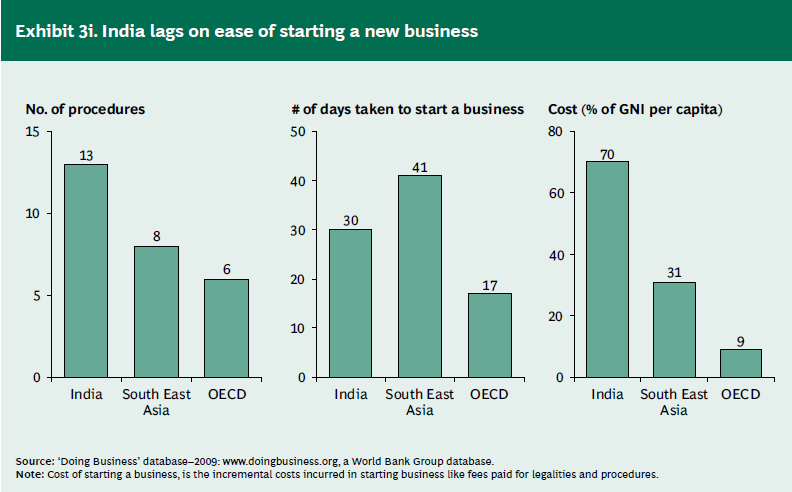 Exhibit 3i. India lags on ease of starting a new business
No. of procedures
15
10
5
0
13
8
6
India
South East
Asia
OECD
# of days taken to start a business
50
40
30
20
10
0
30
41
17
India
South East
Asia
OECD
Cost (% of GNI per capita)
80
60
40
20
0
70
31
9
India
South East
Asia
OECD
Source: ‘Doing Business’ database–2009: www.doingbusiness.org, a World Bank Group database.
Note: Cost of starting a business, is the incremental costs incurred in starting business like fees paid for legalities and procedures.